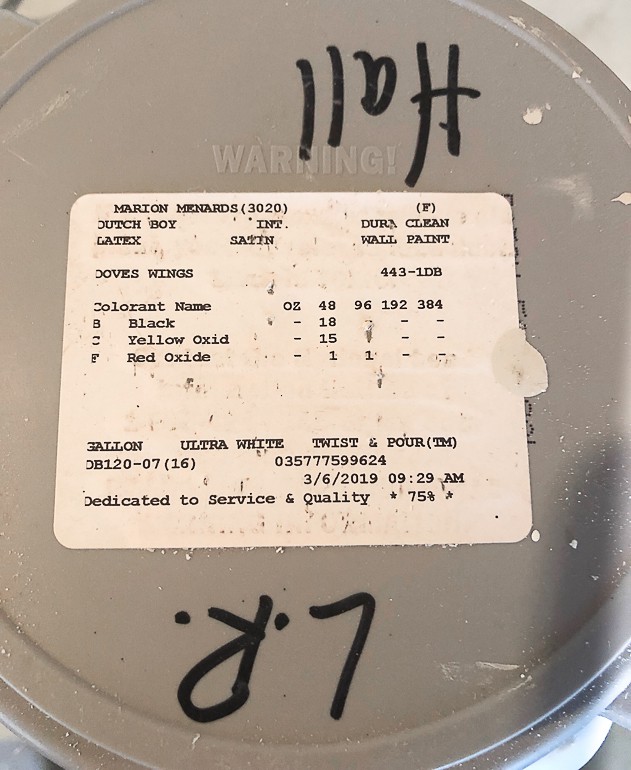 Hall
WARNING!
MARION MENARDS(3020) (F)
DUTCH BOY INT. DURA CLEAN
LATEX SATIN WALL PAINT
DOVES WINGS 443-1DB
Colorant Name OZ 48 96 192 384
B Black - 18 - - -
C Yellow Oxid - 15 - -
F Red Oxide - 1 1 - -
GALLON ULTRA WHITE TWIST & POUR(TM)
DB120-07(16) 035777599624
3/6/2019 09:29 AM
Dedicated to Service & Quality * 75% *
L.R.